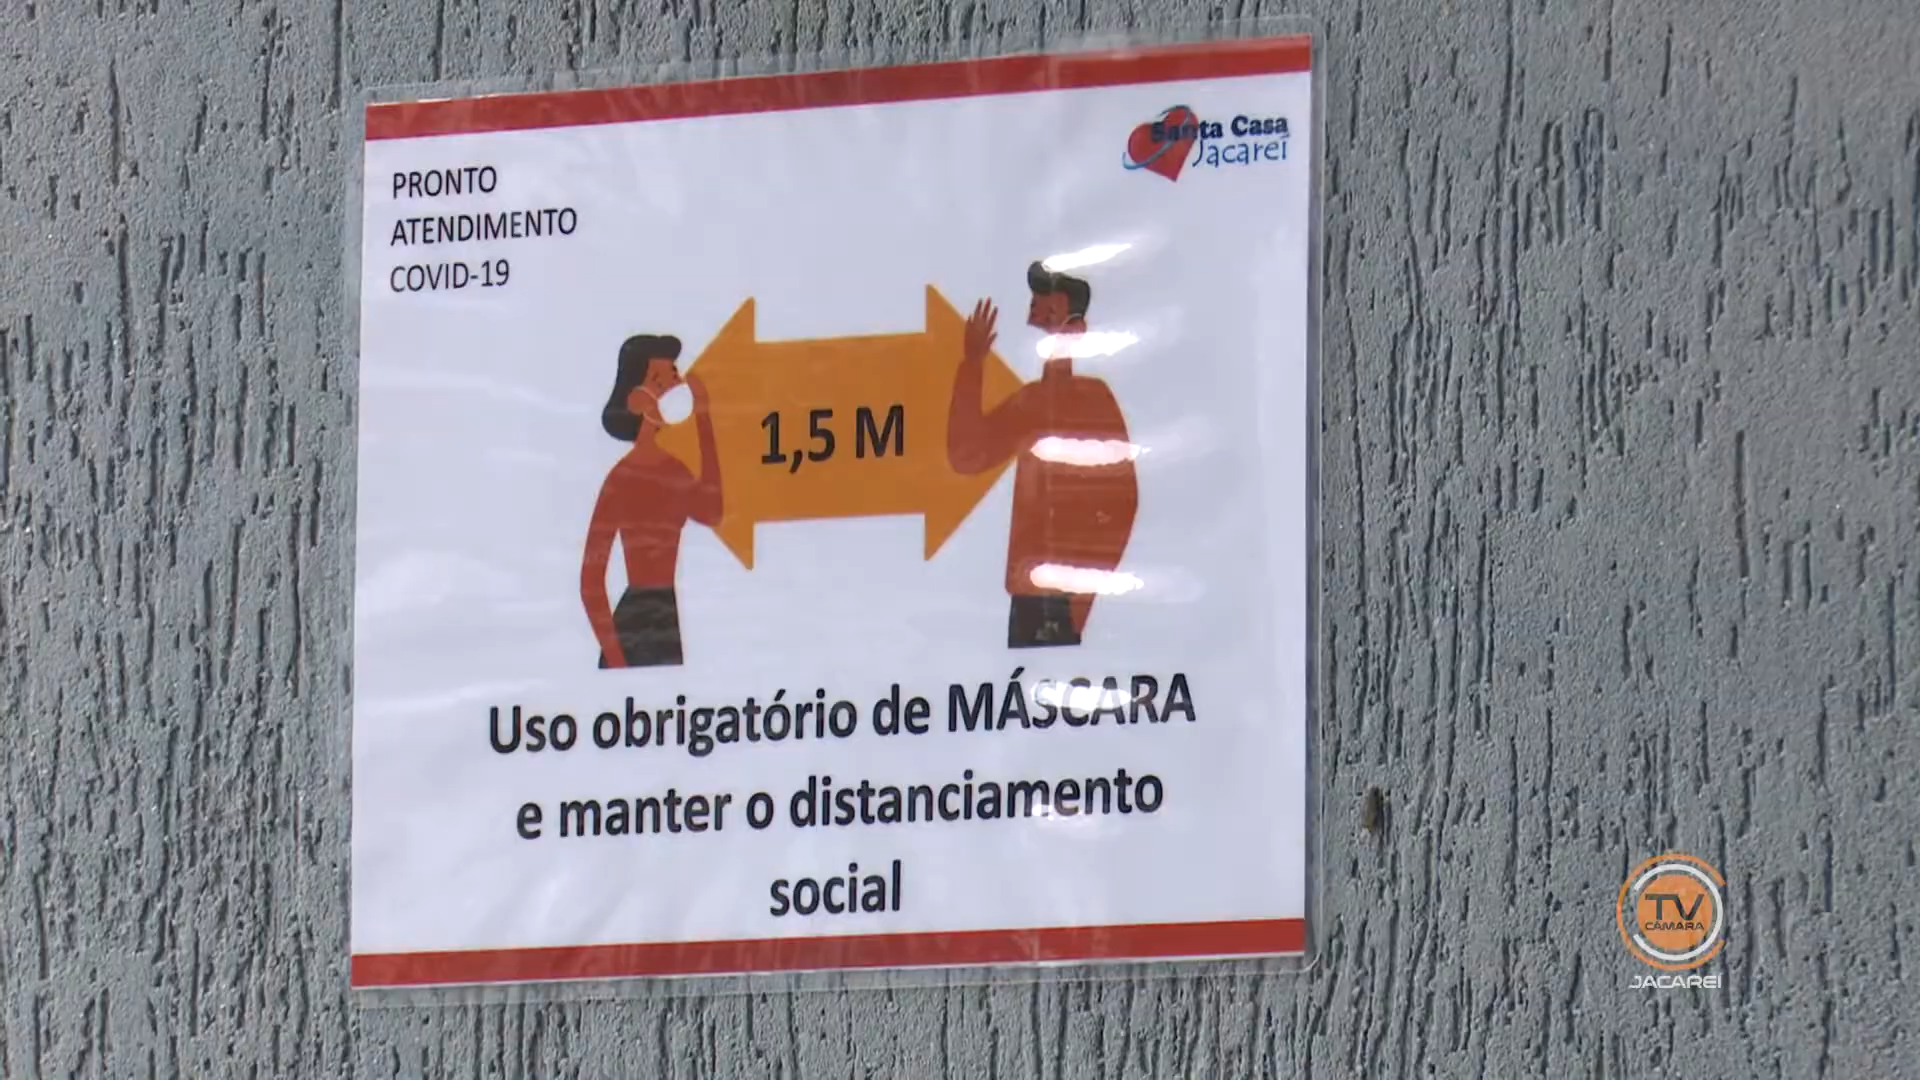 Santa Casa
Jacareí
PRONTO
ATENDIMENTO
COVID-19
1,5 M
Uso obrigatório de MÁSCARA
e manter o distanciamento
social
TV
CÂMARA
JACAREÍ